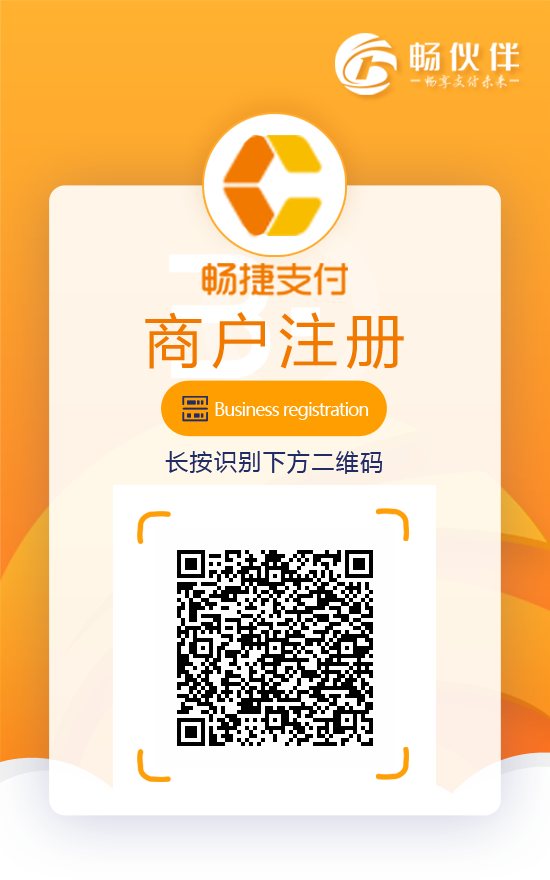 畅伙伴
畅享支付未来
畅捷支付
商户注册
Business registration
长按识别下方二维码